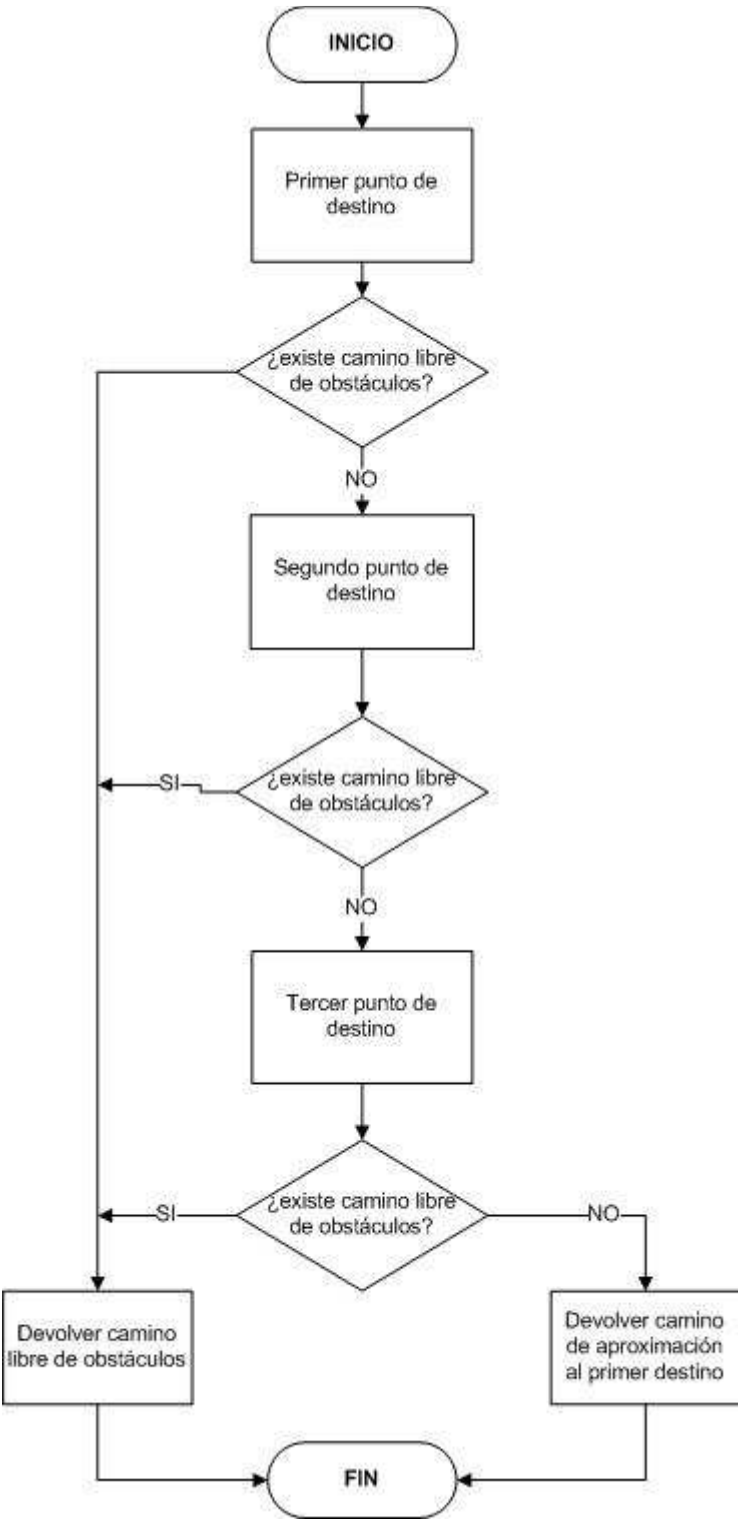 INICIO
Primer punto de
destino
¿existe camino libre
de obstáculos?
NO
Segundo punto de
destino
¿existe camino libre
de obstáculos?
SI
NO
Tercer punto de
destino
¿existe camino libre
de obstáculos?
SI
NO
Devolver camino
libre de obstáculos
Devolver camino
de aproximación
al primer destino
FIN